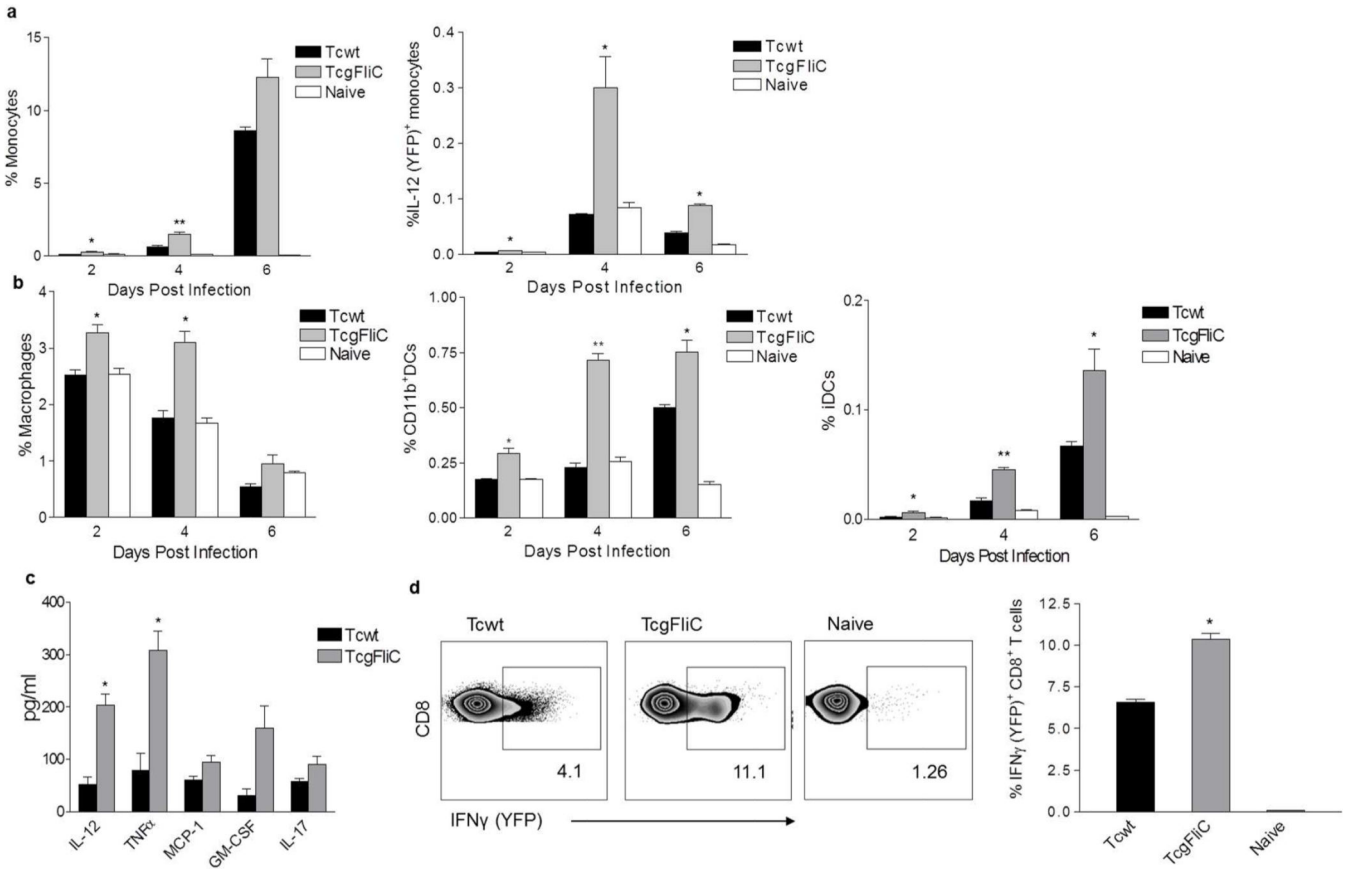 a
15
10
5
0
% Monocytes
Tcwt
TcgFliC
Naive
*
**
2 4 6
Days Post Infection
0.4
0.3
0.2
0.1
0.0
%IL-12 (YFP)⁺ monocytes
Tcwt
TcgFliC
Naive
*
*
*
2 4 6
Days Post Infection
b
4
3
2
1
0
% Macrophages
Tcwt
TcgFliC
Naive
* *
2 4 6
Days Post Infection
1.00
0.75
0.50
0.25
0.00
% CD11b⁺DCs
Tcwt
TcgFliC
Naive
*
**
*
2 4 6
Days Post Infection
0.2
0.1
0.0
% iDCs
Tcwt
TcgFliC
Naive
*
**
*
2 4 6
Days Post Infection
c
400
300
200
100
0
pg/ml
Tcwt
TcgFliC
*
*
IL-12
TNFα
MCP-1
GM-CSF
IL-17
d
Tcwt
TcgFliC
Naive
CD8
4.1
11.1
1.26
IFNγ (YFP)
12.5
10.0
7.5
5.0
2.5
0.0
% IFNγ (YFP)⁺ CD8⁺ T cells
*
Tcwt
TcgFliC
Naive